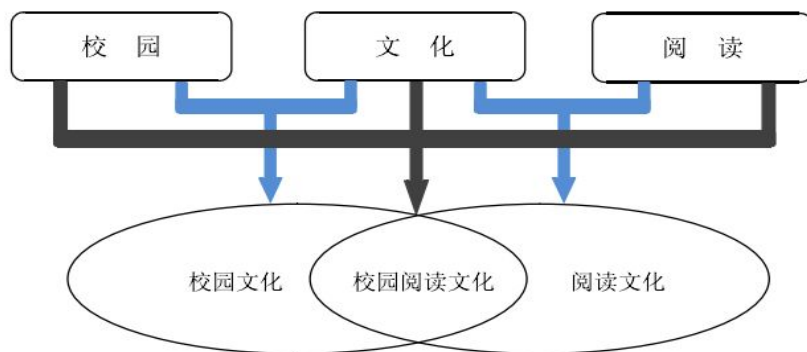 校 园
文 化
阅 读
校园文化
校园阅读文化
阅读文化